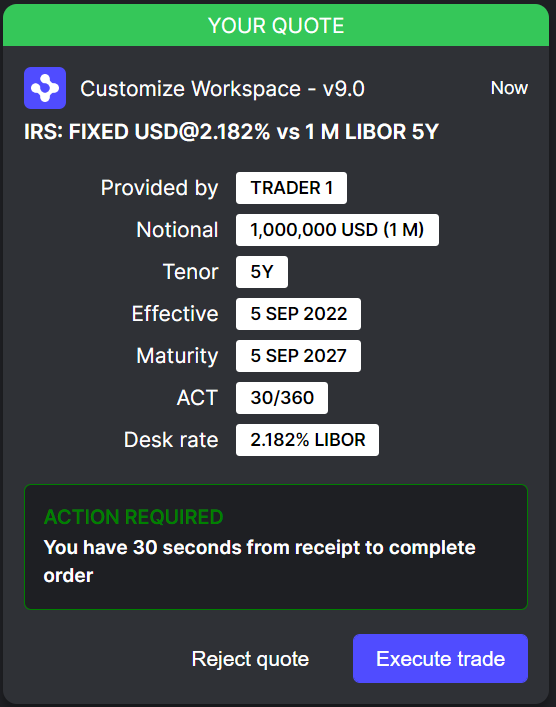 YOUR QUOTE
Customize Workspace - v9.0 Now
IRS: FIXED USD@2.182% vs 1 M LIBOR 5Y
Provided by TRADER 1
Notional 1,000,000 USD (1 M)
Tenor 5Y
Effective 5 SEP 2022
Maturity 5 SEP 2027
ACT 30/360
Desk rate 2.182% LIBOR
ACTION REQUIRED
You have 30 seconds from receipt to complete
order
Reject quote Execute trade